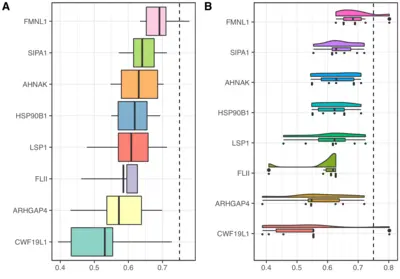 A
FMNL1
SIPA1
AHNAK
HSP90B1
LSP1
FLII
ARHGAP4
CWF19L1
0.4 0.5 0.6 0.7
B
FMNL1
SIPA1
AHNAK
HSP90B1
LSP1
FLII
ARHGAP4
CWF19L1
0.4 0.5 0.6 0.7 0.8